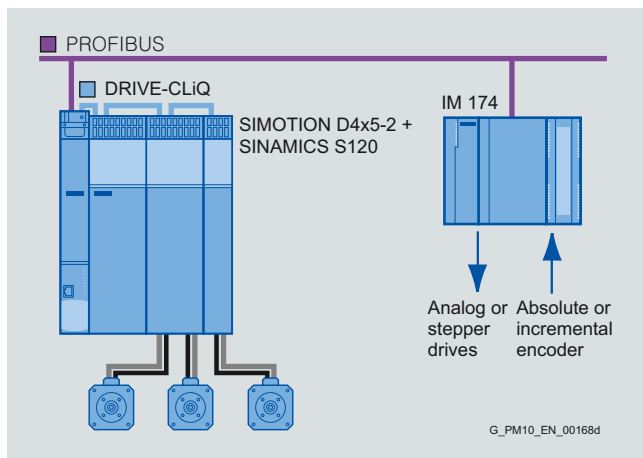 PROFIBUS
DRIVE-CLiQ
SIMOTION D4x5-2 +
SINAMICS S120
IM 174
Analog or
stepper
drives
Absolute or
incremental
encoder
G_PM10_EN_00168d